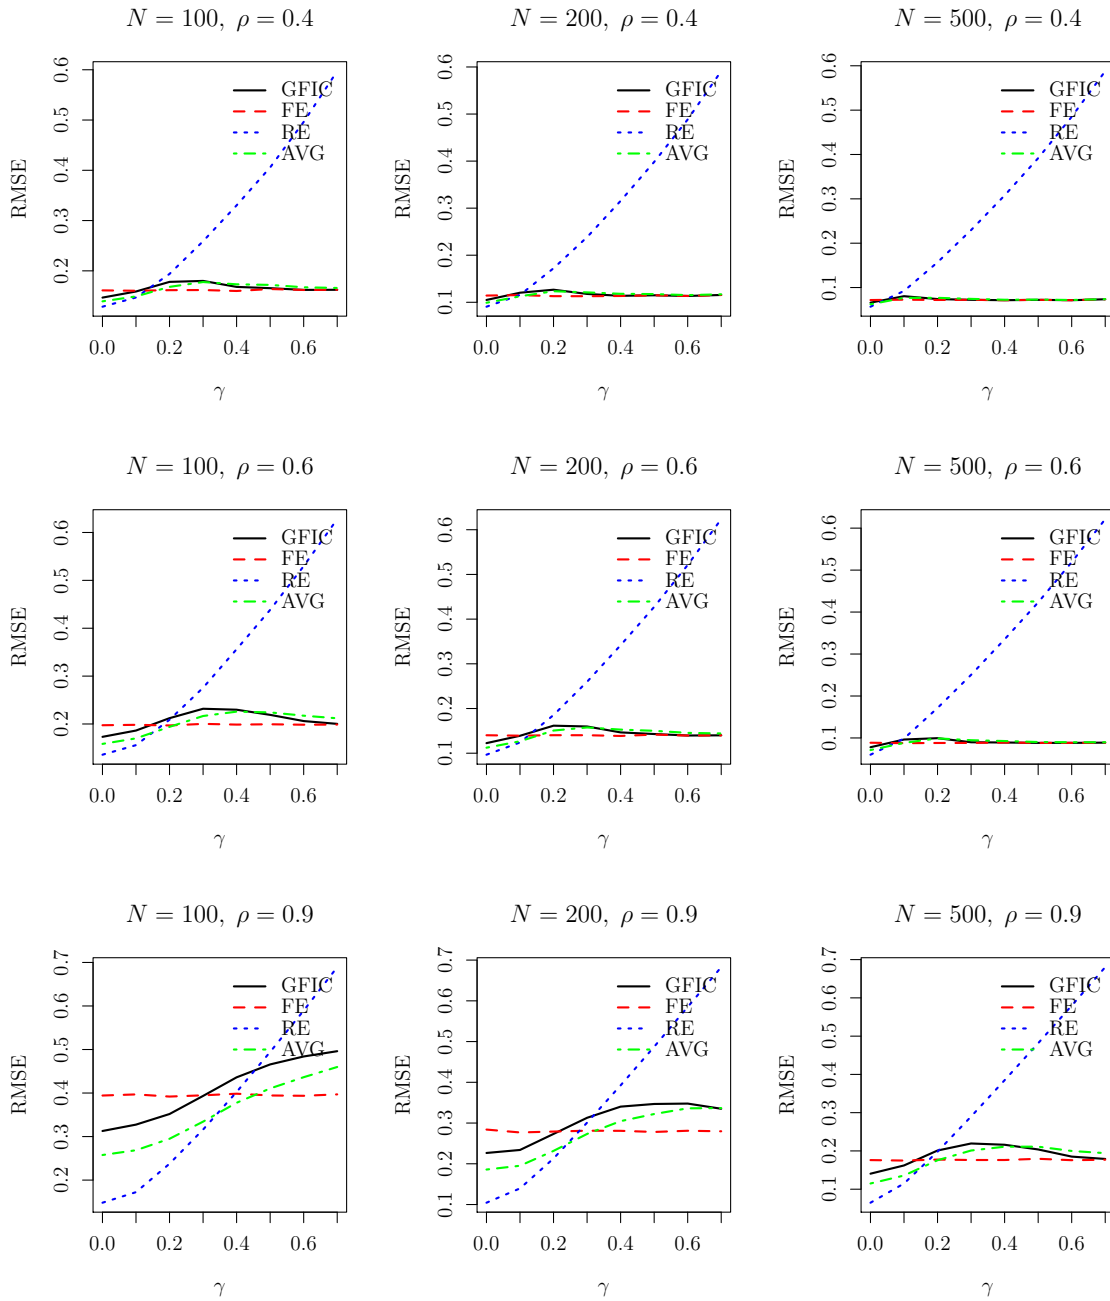 N = 100, ρ = 0.4
RMSE
0.2 0.3 0.4 0.5 0.6
GFIC
FE
RE
AVG
0.0 0.2 0.4 0.6
γ
N = 200, ρ = 0.4
RMSE
0.1 0.2 0.3 0.4 0.5 0.6
GFIC
FE
RE
AVG
0.0 0.2 0.4 0.6
γ
N = 500, ρ = 0.4
RMSE
0.1 0.2 0.3 0.4 0.5 0.6
GFIC
FE
RE
AVG
0.0 0.2 0.4 0.6
γ
N = 100, ρ = 0.6
RMSE
0.2 0.3 0.4 0.5 0.6
GFIC
FE
RE
AVG
0.0 0.2 0.4 0.6
γ
N = 200, ρ = 0.6
RMSE
0.1 0.2 0.3 0.4 0.5 0.6
GFIC
FE
RE
AVG
0.0 0.2 0.4 0.6
γ
N = 500, ρ = 0.6
RMSE
0.1 0.2 0.3 0.4 0.5 0.6
GFIC
FE
RE
AVG
0.0 0.2 0.4 0.6
γ
N = 100, ρ = 0.9
RMSE
0.2 0.3 0.4 0.5 0.6 0.7
GFIC
FE
RE
AVG
0.0 0.2 0.4 0.6
γ
N = 200, ρ = 0.9
RMSE
0.1 0.2 0.3 0.4 0.5 0.6 0.7
GFIC
FE
RE
AVG
0.0 0.2 0.4 0.6
γ
N = 500, ρ = 0.9
RMSE
0.1 0.2 0.3 0.4 0.5 0.6 0.7
GFIC
FE
RE
AVG
0.0 0.2 0.4 0.6
γ